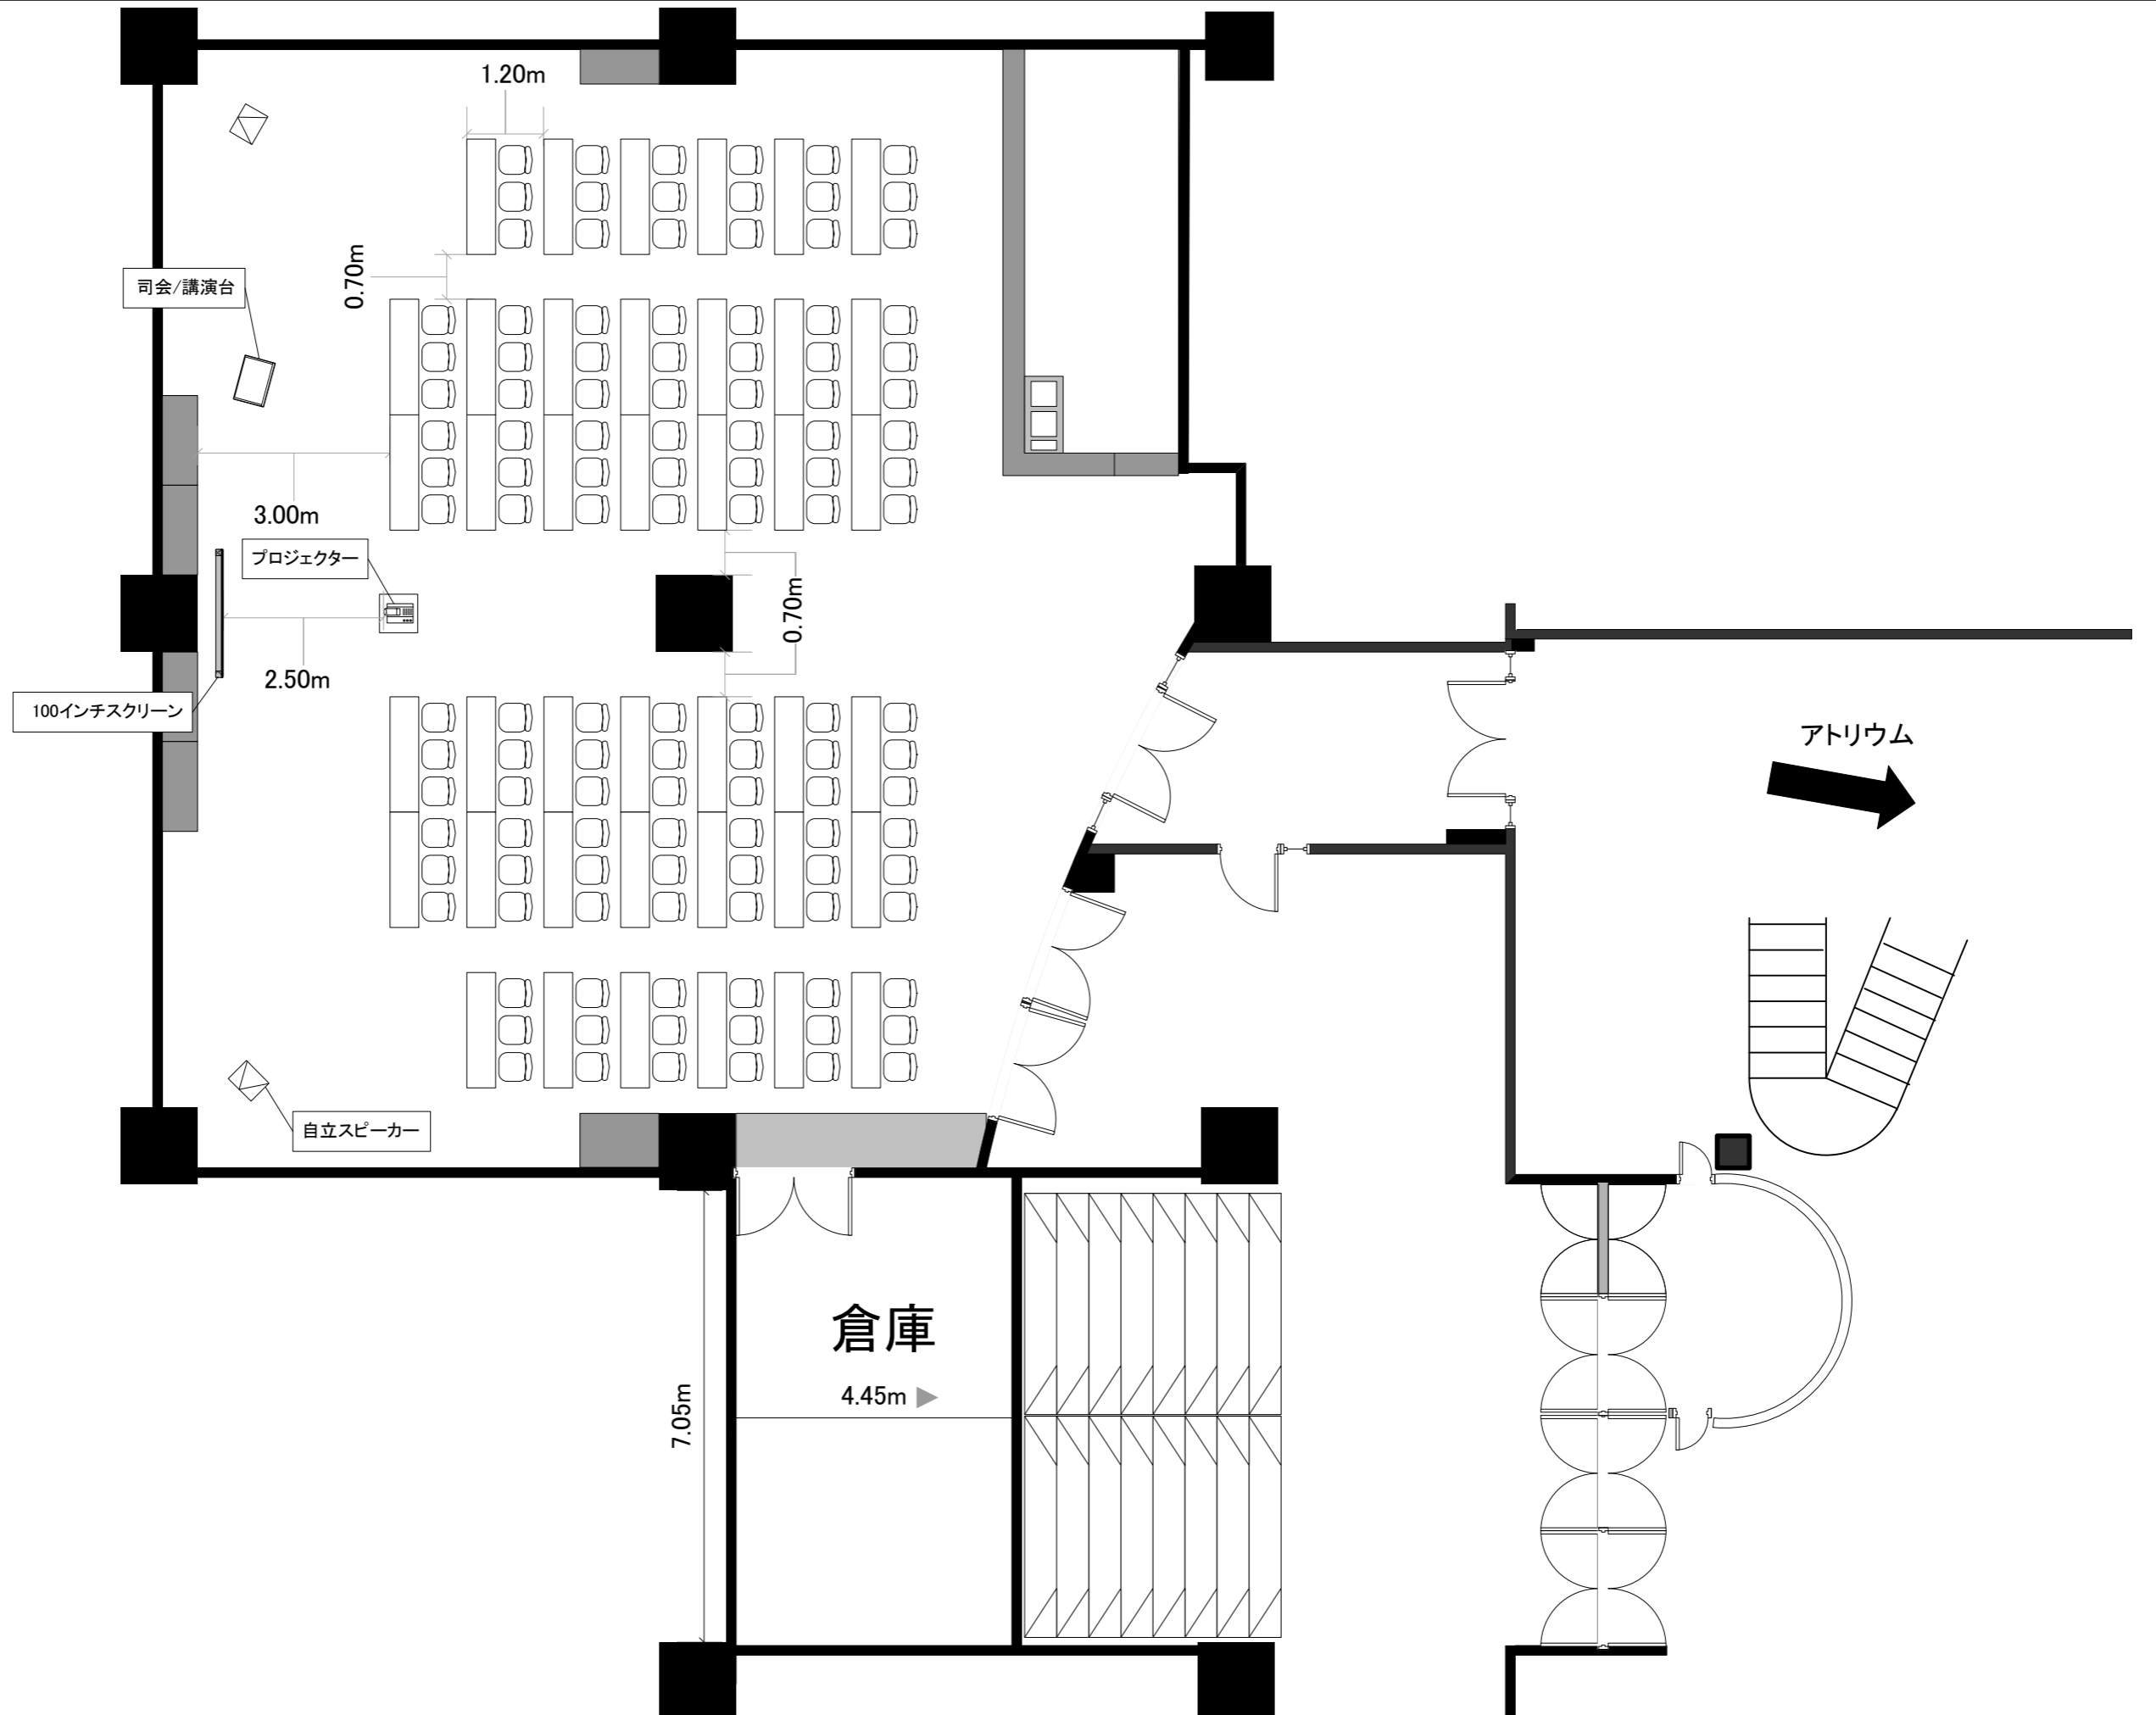 1.20m
0.70m
司会/講演台
3.00m
プロジェクター
0.70m
2.50m
100インチスクリーン
アトリウム
自立スピーカー
倉庫
4.45m
7.05m